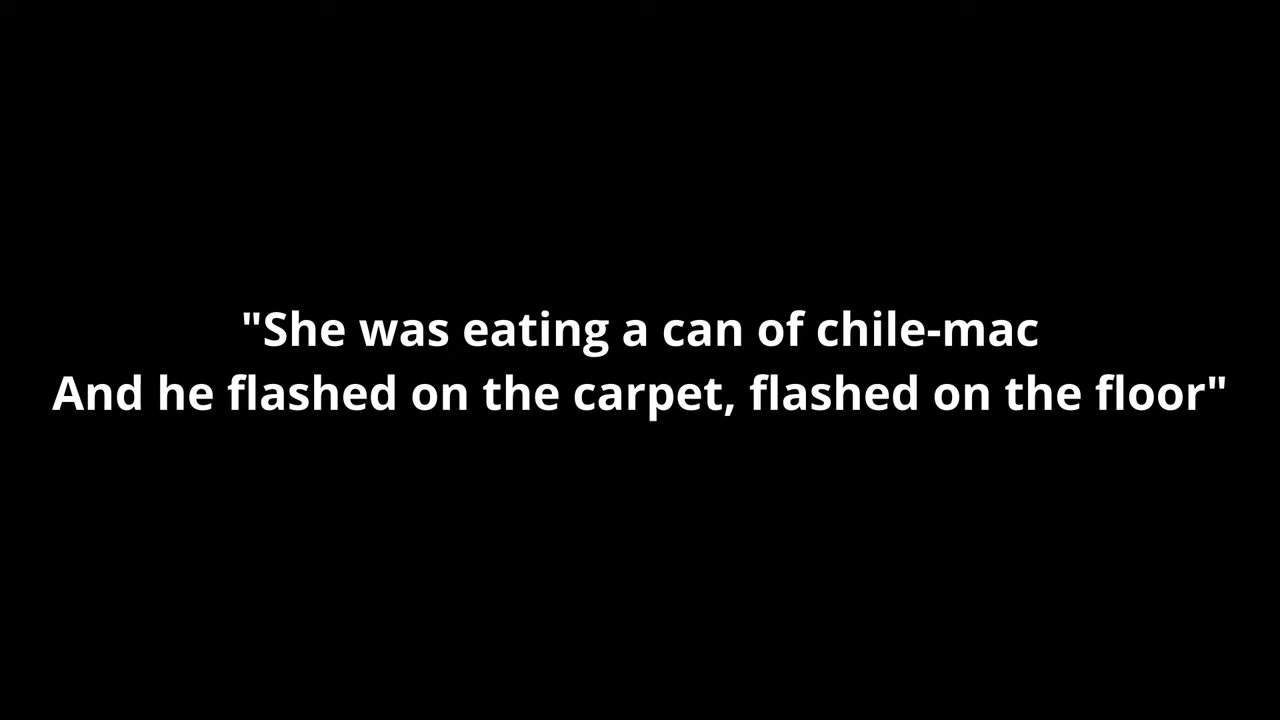 "She was eating a can of chile-mac
And he flashed on the carpet, flashed on the floor"